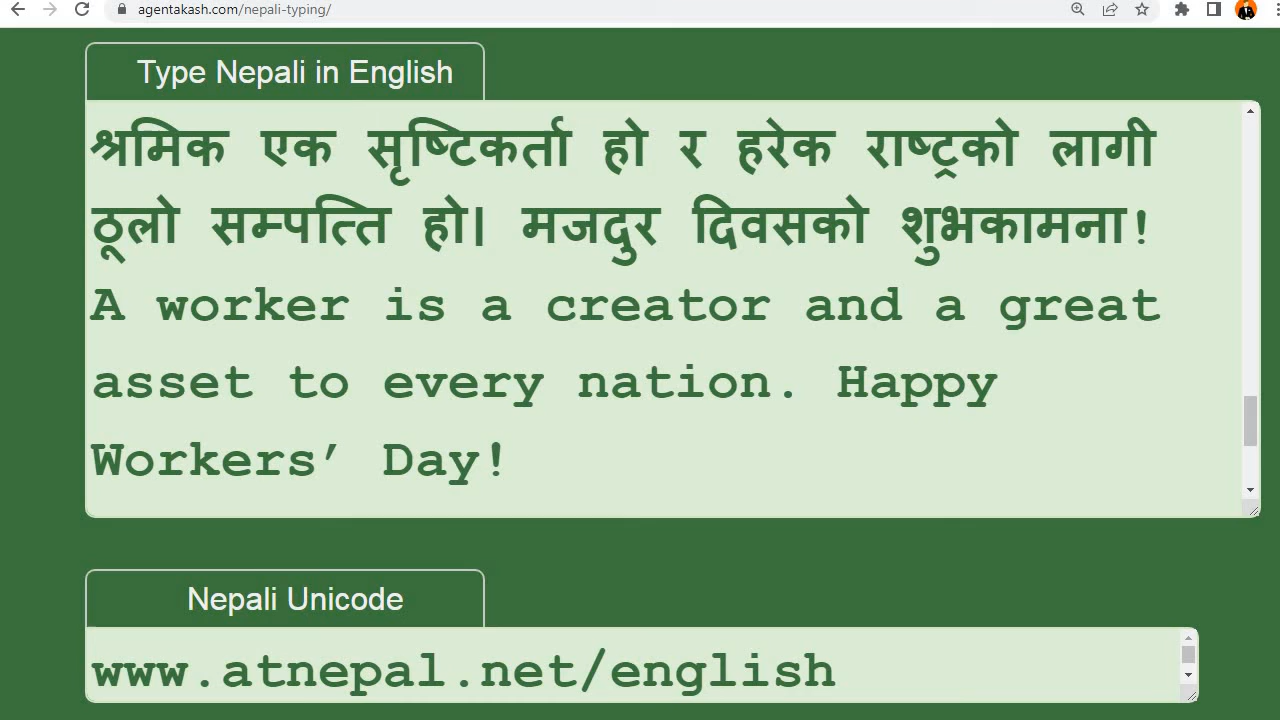 agentakash.com/nepali-typing/
Type Nepali in English
श्रमिक एक सृष्टिकर्ता हो र हरेक राष्ट्रको लागी
ठूलो सम्पत्ति हो| मजदुर दिवसको शुभकामना!
A worker is a creator and a great
asset to every nation. Happy
Workers’ Day!
Nepali Unicode
www.atnepal.net/english